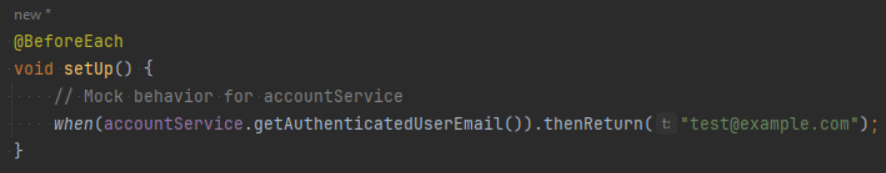 new *
@BeforeEach
void setUp() {
    // Mock behavior for accountService
    when(accountService.getAuthenticatedUserEmail()).thenReturn( t: "test@example.com");
}